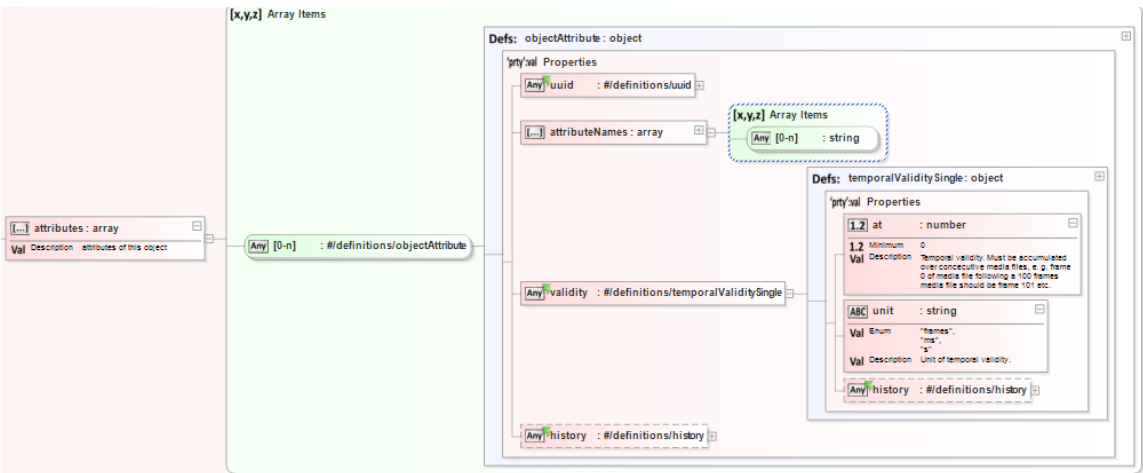 [x,y,z] Array Items
Defs: objectAttribute : object
'prty':val Properties
Any uuid : #/definitions/uuid
[x,y,z] Array Items
[...] attributeNames : array
Any [0-n] : string
Defs: temporalValiditySingle : object
'prty':val Properties
[...] attributes : array
Val Description attributes of this object
1.2 at : number
Any [0-n] : #/definitions/objectAttribute
1.2 Minimum 0
Val Description Temporal validity. Must be accumulated
over concecutive media files, e. g. frame
0 of media file following a 100 frames
media file should be frame 101 etc.
Any validity : #/definitions/temporalValiditySingle
ABC unit : string
Val Enum "frames",
"ms",
"s"
Val Description Unit of temporal validity.
Any history : #/definitions/history
Any history : #/definitions/history